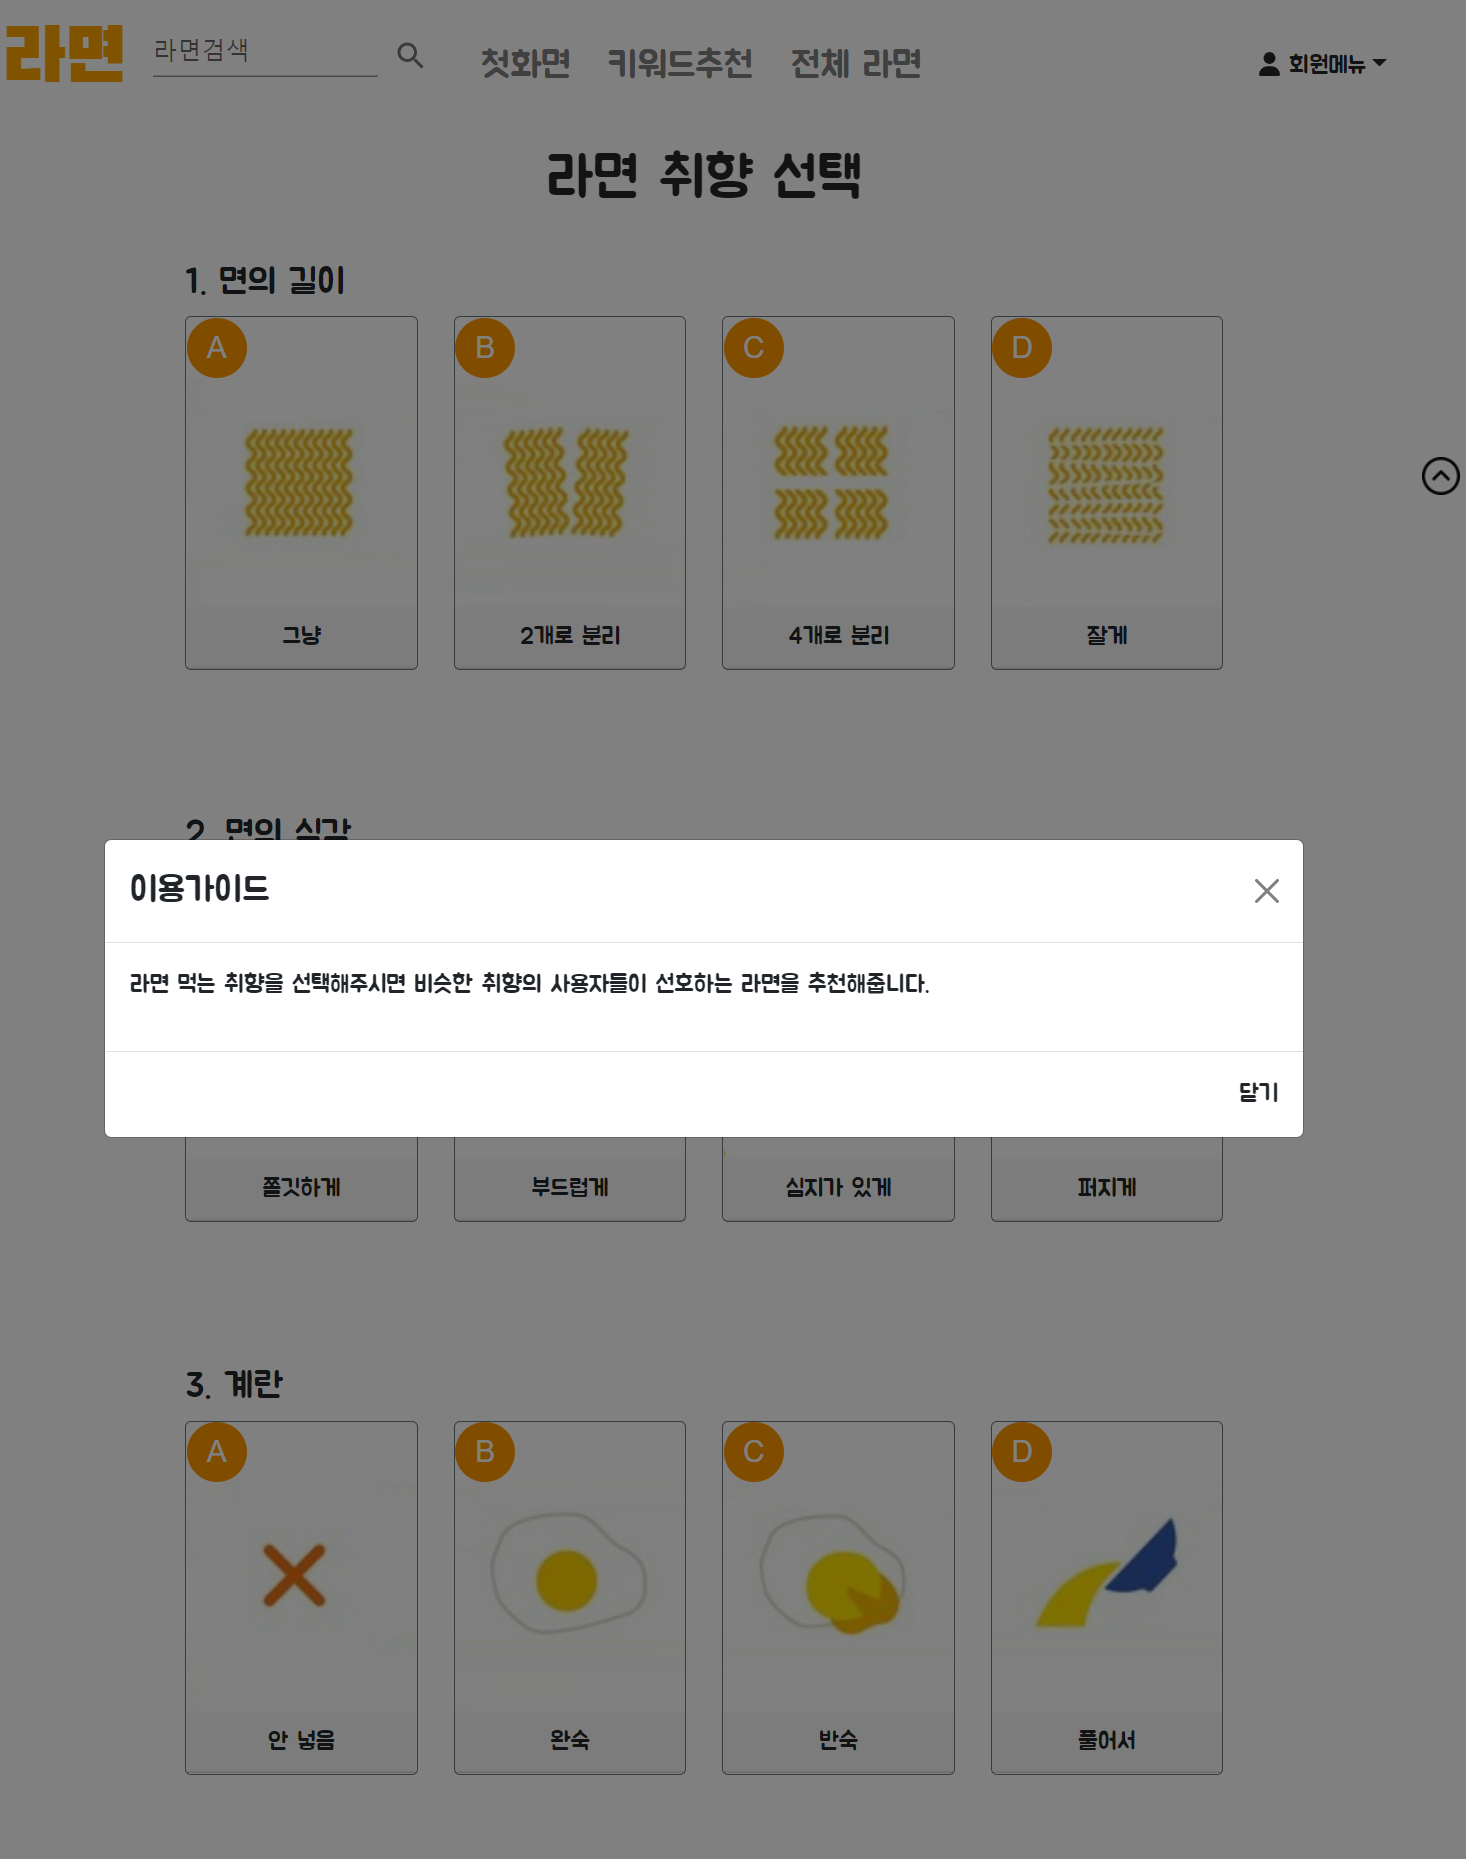 라면
라면검색
첫화면 키워드추천 전체 라면
회원메뉴
라면 취향 선택
1. 면의 길이
A B C D
그냥 2개로 분리 4개로 분리 잘게
2. 면의 식감
이용가이드
라면 먹는 취향을 선택해주시면 비슷한 취향의 사용자들이 선호하는 라면을 추천해줍니다.
닫기
쫄깃하게 부드럽게 심지가 있게 퍼지게
3. 계란
A B C D
안 넣음 완숙 반숙 풀어서